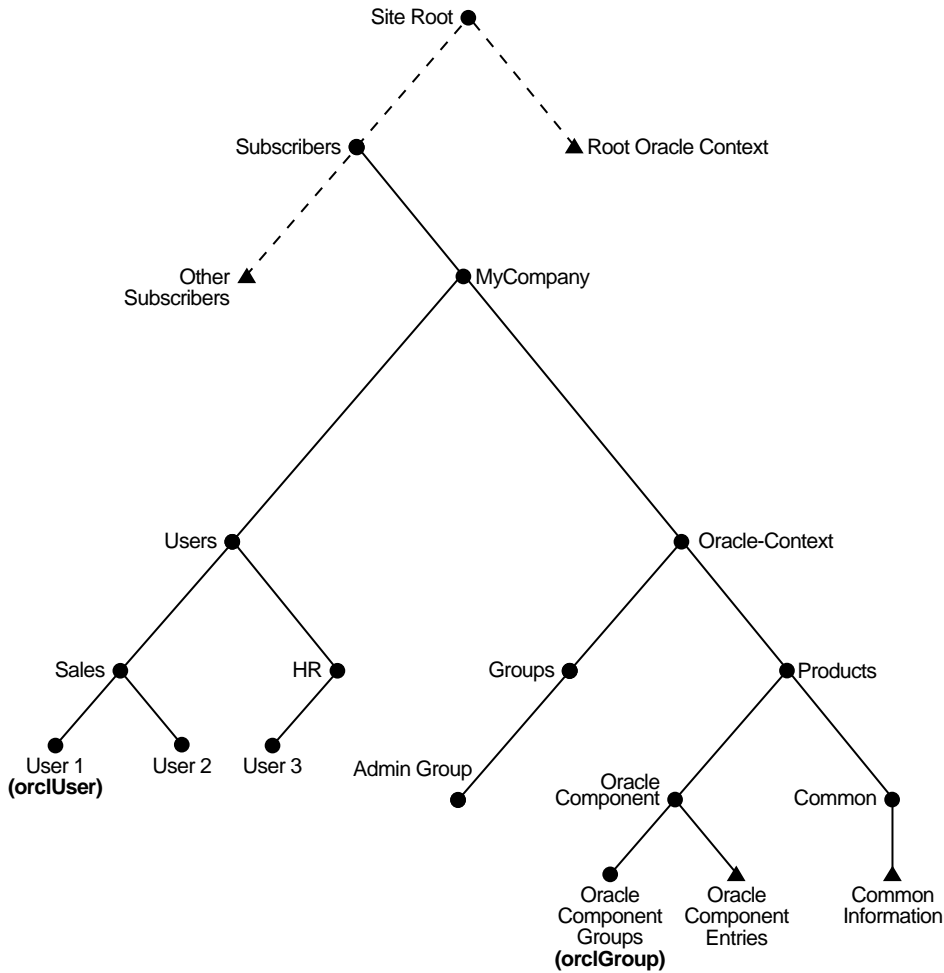 Site Root
Subscribers
Root Oracle Context
Other
Subscribers
MyCompany
Users
Oracle-Context
Sales
HR
Groups
Products
User 1
(orclUser)
User 2
User 3
Admin Group
Oracle
Component
Common
Oracle
Component
Groups
(orclGroup)
Oracle
Component
Entries
Common
Information